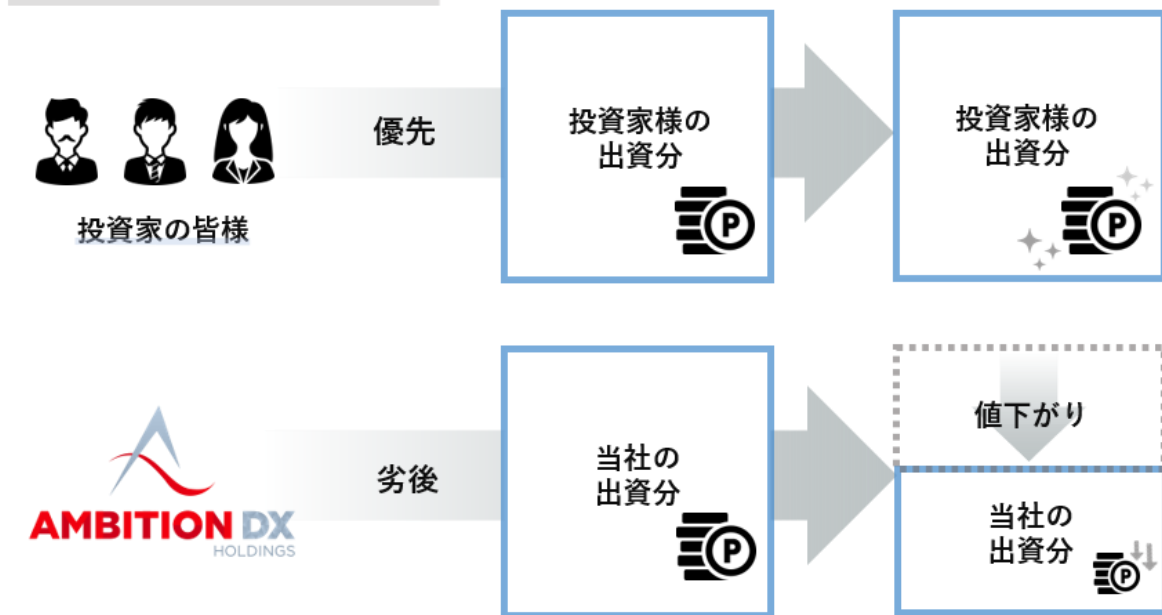 優先
投資家様の
出資分
P
投資家様の
出資分
P
投資家の皆様
劣後
当社の
出資分
P
値下がり
当社の
出資分
P
AMBITION DX
HOLDINGS